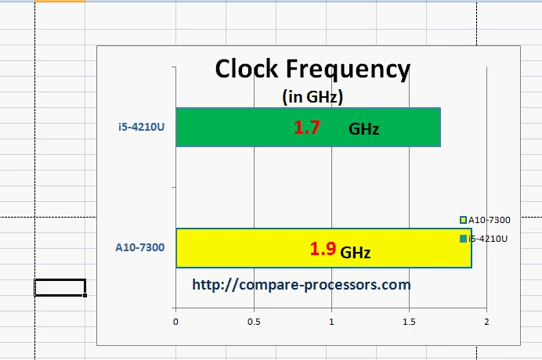 Clock Frequency
(in GHz)
i5-4210U
1.7 GHz
A10-7300
i5-4210U
A10-7300
1.9 GHz
http://compare-processors.com
0 0.5 1 1.5 2